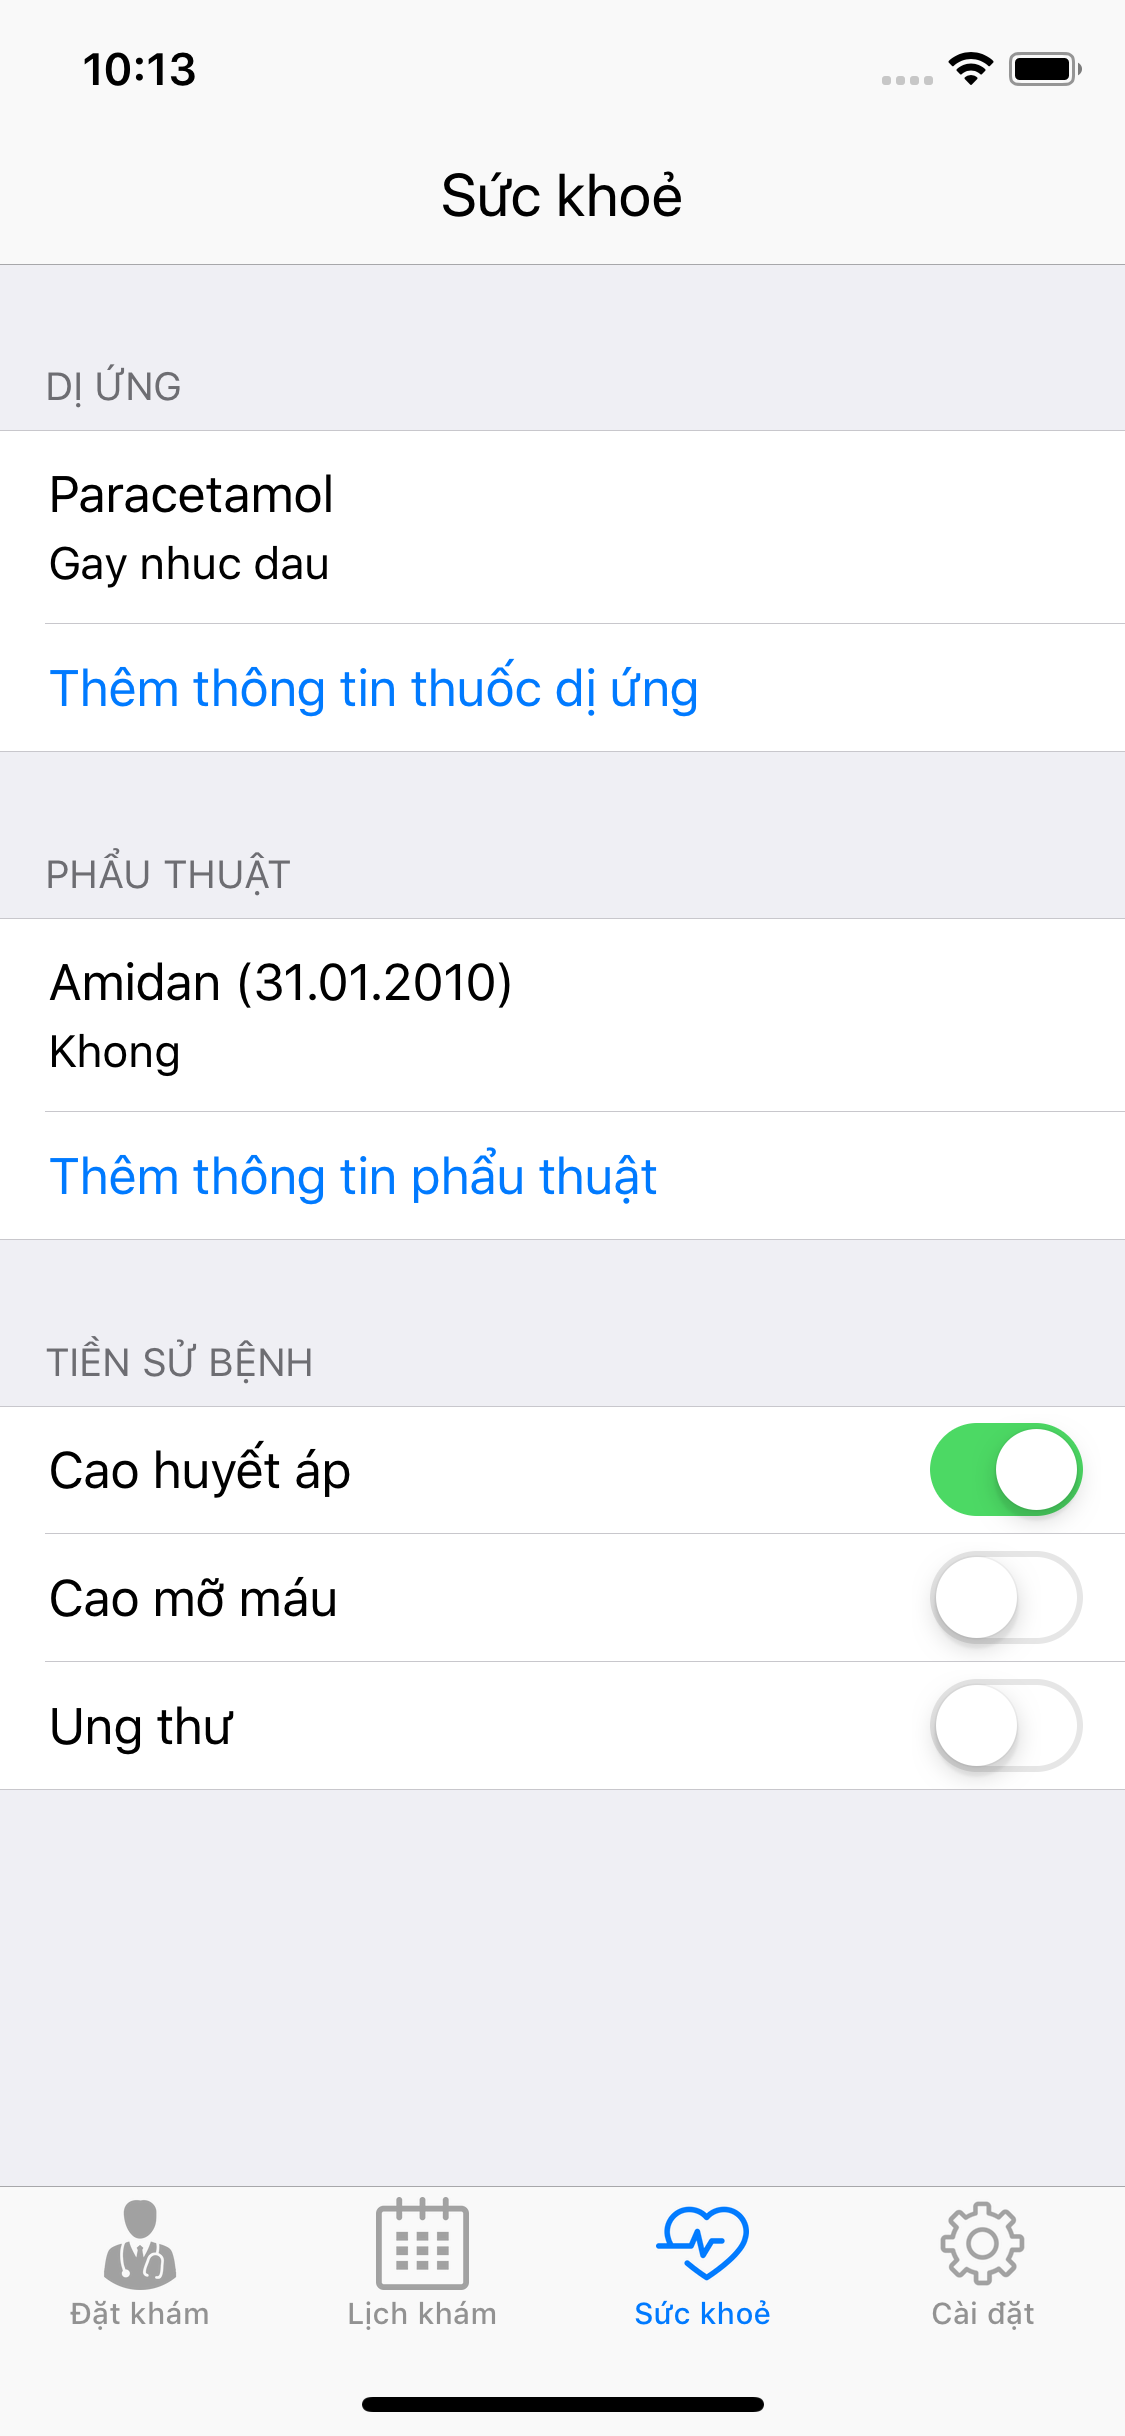 10:13
Sức khoẻ
DỊ ỨNG
Paracetamol
Gay nhuc dau
Thêm thông tin thuốc dị ứng
PHẨU THUẬT
Amidan (31.01.2010)
Khong
Thêm thông tin phẩu thuật
TIỀN SỬ BỆNH
Cao huyết áp
Cao mỡ máu
Ung thư
Đặt khám
Lịch khám
Sức khoẻ
Cài đặt